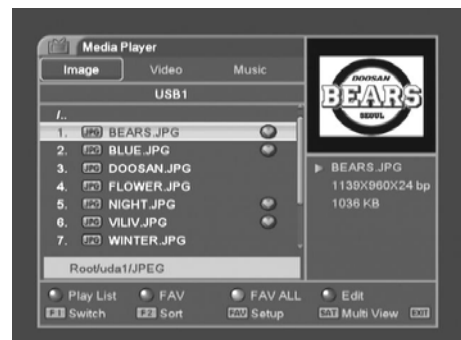 Media Player
Image Video Music
USB1
/..
1. JPG BEARS.JPG
2. JPG BLUE.JPG
3. JPG DOOSAN.JPG
4. JPG FLOWER.JPG
5. JPG NIGHT.JPG
6. JPG VILIV.JPG
7. JPG WINTER.JPG
Root/uda1/JPEG
DOOSAN
BEARS
SEOUL
BEARS.JPG
1139X960X24 bp
1036 KB
Play List FAV FAV ALL Edit
F1 Switch F2 Sort FAV Setup SAT Multi View EXIT